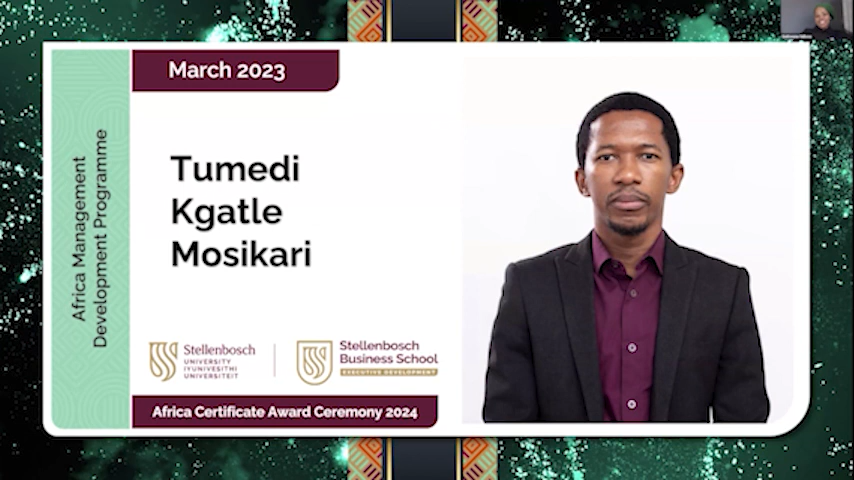 March 2023
Africa Management
Development Programme
Tumedi
Kgatle
Mosikari
Stellenbosch
UNIVERSITY
IYUNIVESITHI
UNIVERSITEIT
Stellenbosch
Business School
EXECUTIVE DEVELOPMENT
Africa Certificate Award Ceremony 2024